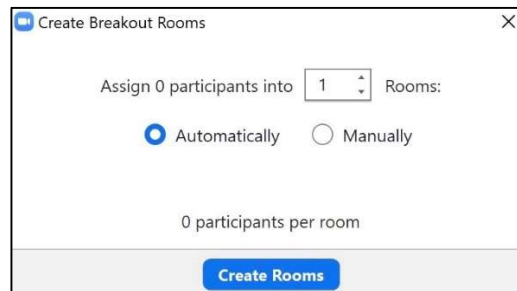 Create Breakout Rooms
Assign 0 participants into 1 Rooms:
Automatically Manually
0 participants per room
Create Rooms